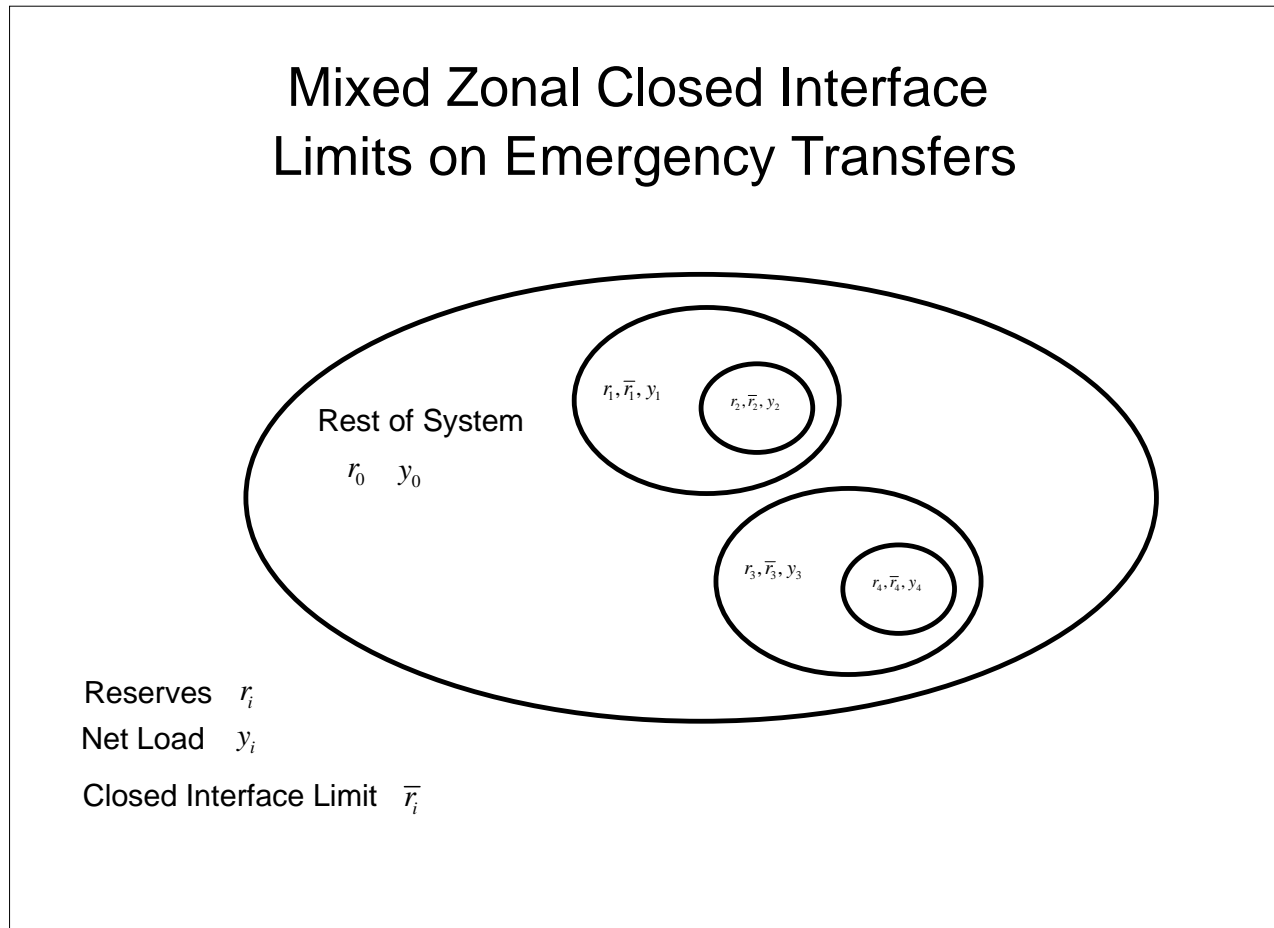 Mixed Zonal Closed Interface
Limits on Emergency Transfers
r₁, r̅₁, y₁
r₂, r̅₂, y₂
Rest of System
r₀ y₀
r₃, r̅₃, y₃
r₄, r̅₄, y₄
Reserves rᵢ
Net Load yᵢ
Closed Interface Limit r̅ᵢ